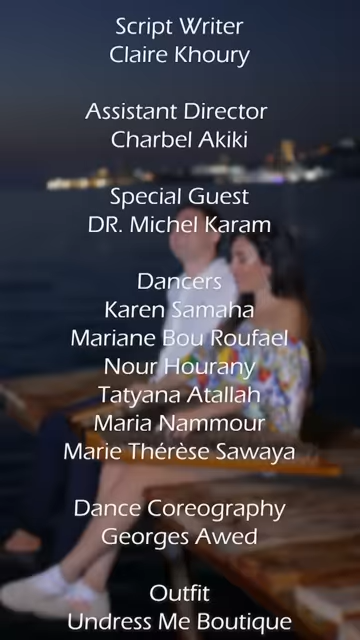 Script Writer
Claire Khoury
Assistant Director
Charbel Akiki
Special Guest
DR. Michel Karam
Dancers
Karen Samaha
Mariane Bou Roufael
Nour Hourany
Tatyana Atallah
Maria Nammour
Marie Thérèse Sawaya
Dance Coreography
Georges Awed
Outfit
Undress Me Boutique